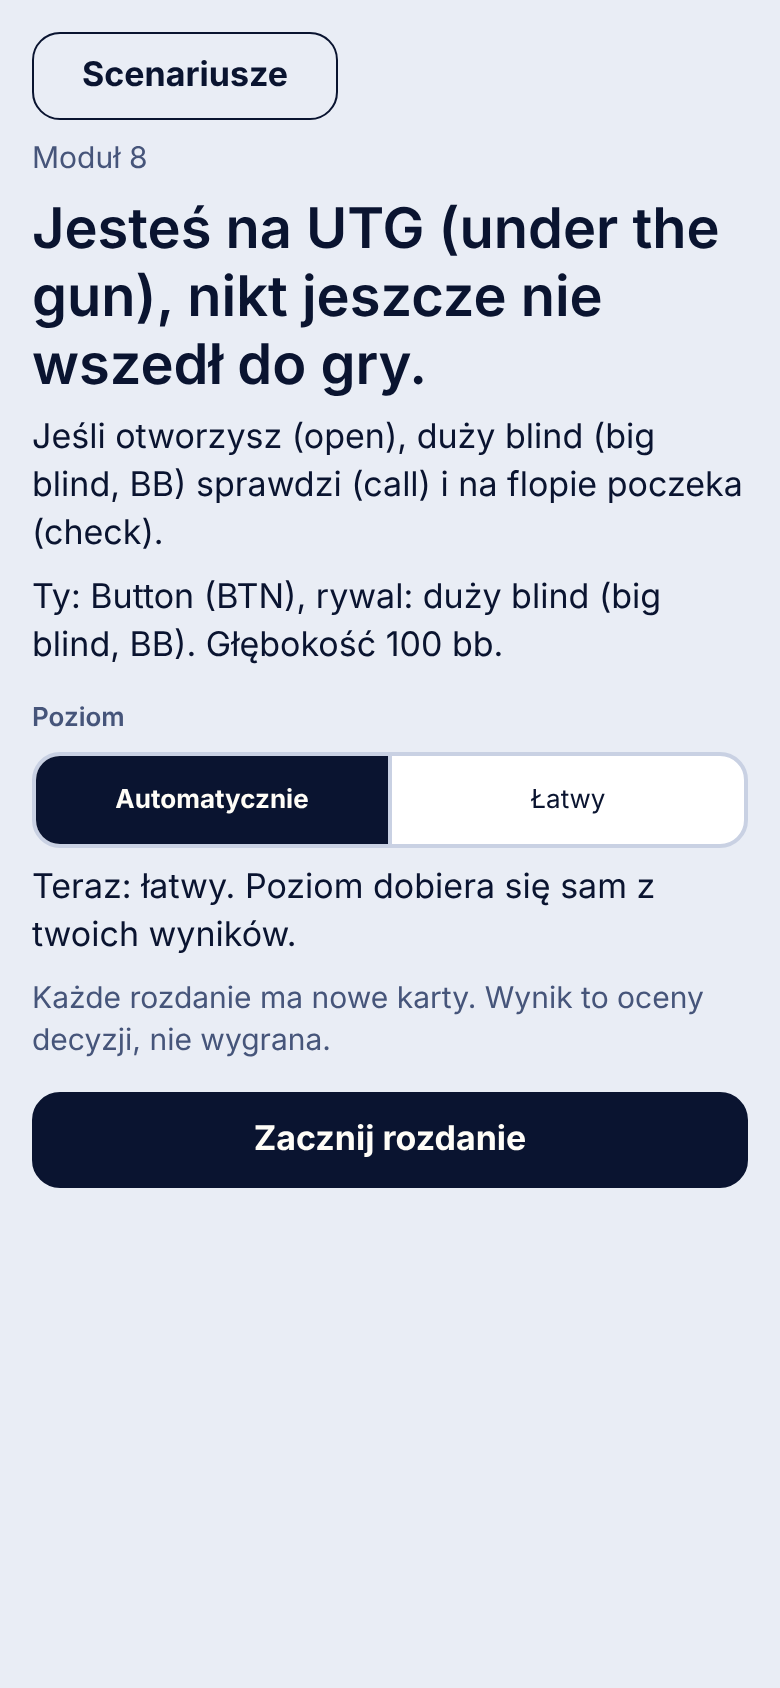 Scenariusze
Moduł 8
Jesteś na UTG (under the
gun), nikt jeszcze nie
wszedł do gry.
Jeśli otworzysz (open), duży blind (big
blind, BB) sprawdzi (call) i na flopie poczeka
(check).
Ty: Button (BTN), rywal: duży blind (big
blind, BB). Głębokość 100 bb.
Poziom
Automatycznie
Łatwy
Teraz: łatwy. Poziom dobiera się sam z
twoich wyników.
Każde rozdanie ma nowe karty. Wynik to oceny
decyzji, nie wygrana.
Zacznij rozdanie